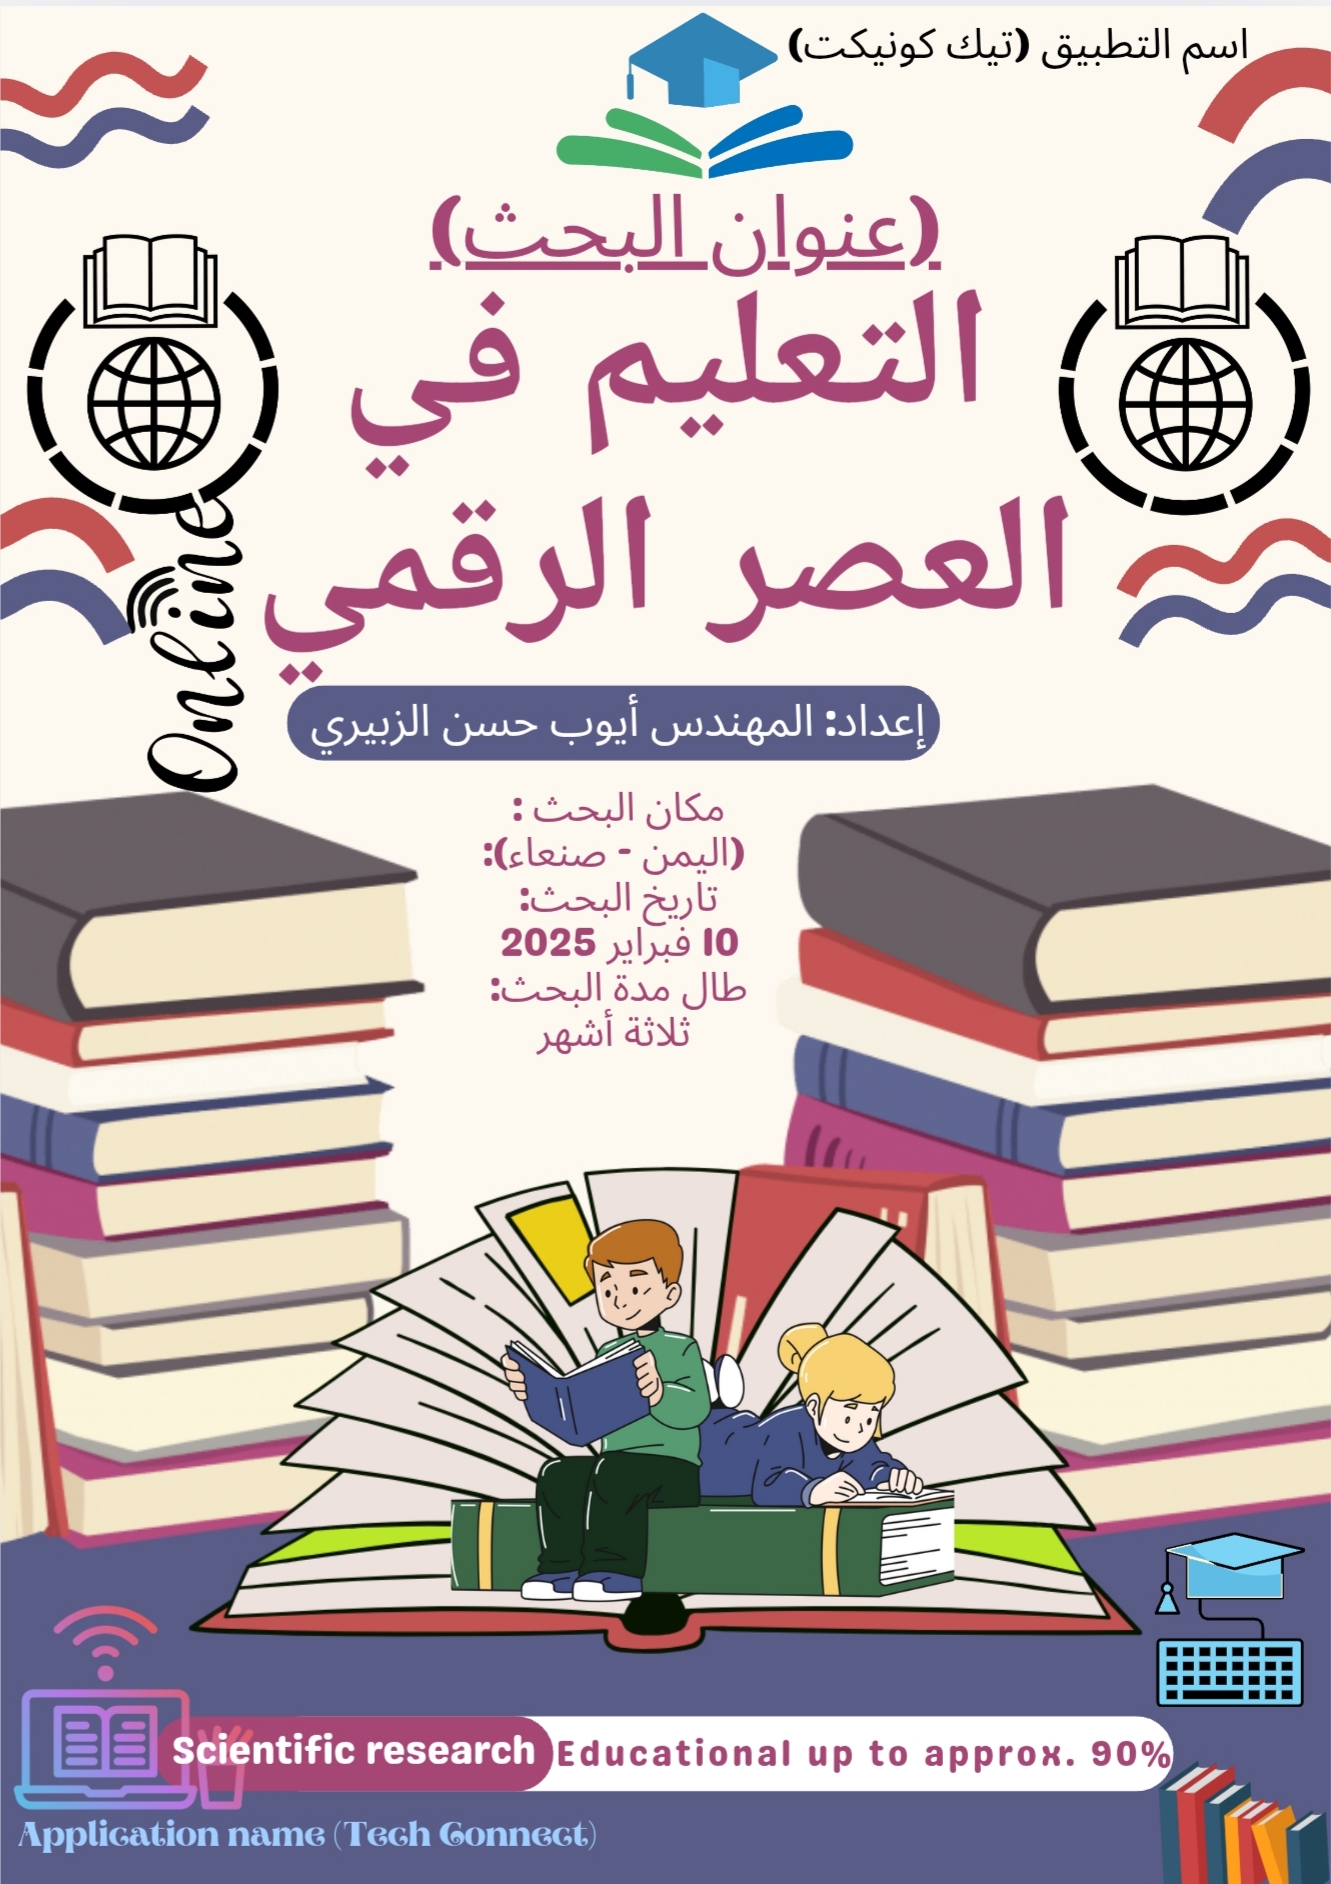 اسم التطبيق (تيك كونيكت)
(عنوان البحث)
التعليم في
العصر الرقمي
Online
إعداد: المهندس أيوب حسن الزبيري
مكان البحث :
(اليمن - صنعاء):
تاريخ البحث:
10 فبراير 2025
طال مدة البحث:
ثلاثة أشهر
Scientific research Educational up to approx. 90%
Application name (Tech Connect)